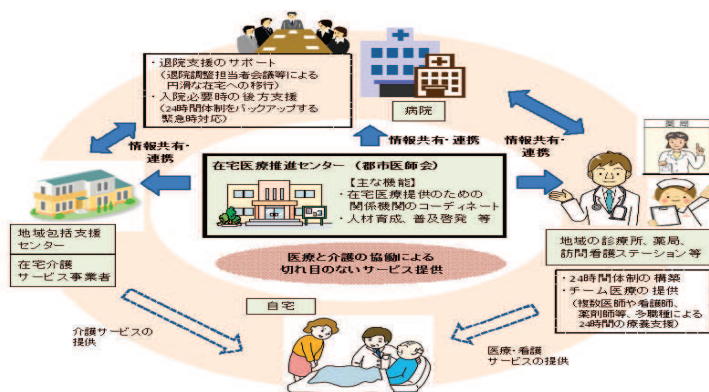 ・退院支援のサポート
(退院調整担当者会議等による
円滑な在宅への移行)
・入院必要時の後方支援
(24時間体制をバックアップする
緊急時対応)
病院
薬局
情報共有・
連携
情報共有・連携
情報共有・
連携
在宅医療推進センター（郡市医師会）
【主な機能】
・在宅医療提供のための
関係機関のコーディネート
・人材育成、普及啓発 等
地域包括支援
センター
在宅介護
サービス事業者
地域の診療所、薬局、
訪問看護ステーション等
医療と介護の協働による
切れ目のないサービス提供
・24時間体制の構築
・チーム医療の提供
(複数医師や看護師、
薬剤師等、多職種による
24時間の療養支援)
自宅
介護サービスの
提供
医療・看護
サービスの提供